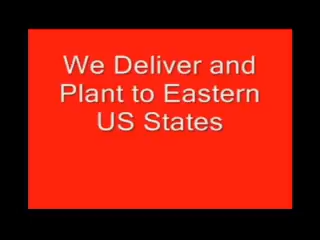 We Deliver and
Plant to Eastern
US States